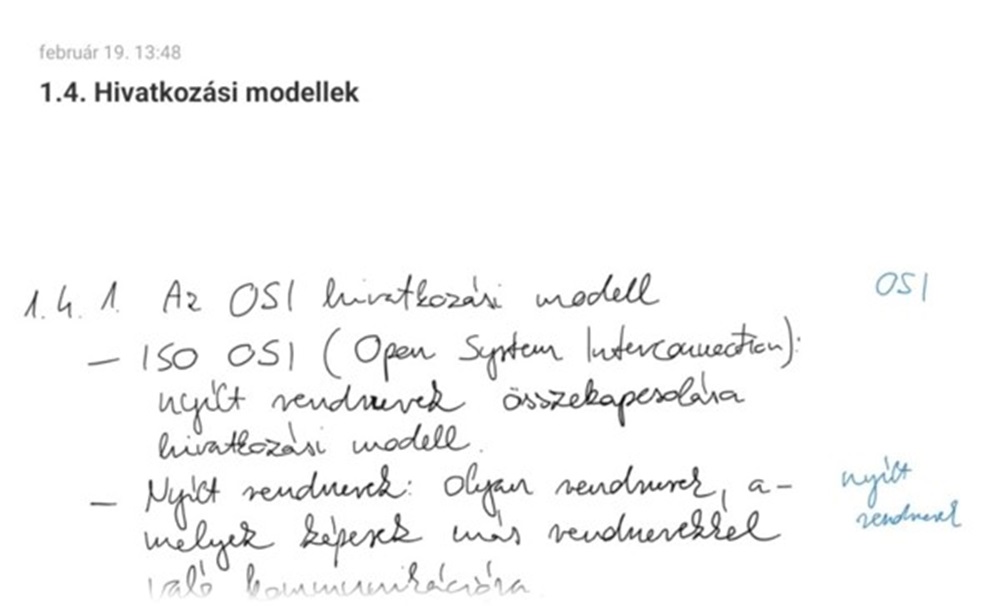 február 19. 13:48
1.4. Hivatkozási modellek
1.4.1. Az OSI hivatkozási modell OSI
– ISO OSI (Open System Interconnection):
nyílt rendszerek összekapcsolása
hivatkozási modell.
– Nyílt rendszerek: olyan rendszerek, a- nyílt
melyek képesek más rendszerekkel rendszerek
való kommunikációra